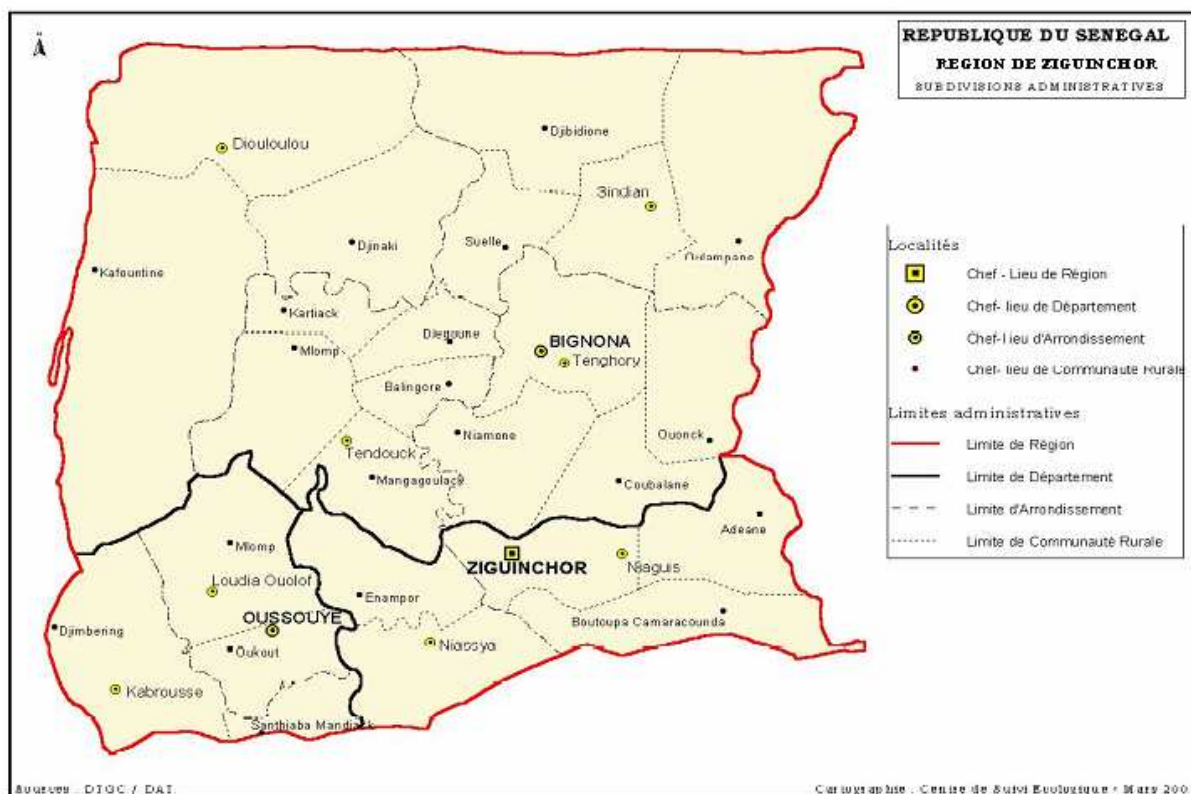 REPUBLIQUE DU SENEGAL
REGION DE ZIGUINCHOR
SUBDIVISIONS ADMINISTRATIVES
Djibidione
Diouloulou
Sindian
Djinaki
Suelle
Oulampane
Kafountine
Kartiack
Mlomp
Diegoune
BIGNONA
Tenghory
Balingore
Niamone
Tendouck
Ouonck
Mangagoulack
Coubalane
Adeane
Mlomp
ZIGUINCHOR
Niaguis
Loudia Ouolof
Enampor
OUSSOUYE
Boutoupa Camaracounda
Djimbering
Oukout
Niassya
Kabrousse
Santhiaba Mandjack
Localités
Chef - Lieu de Région
Chef- lieu de Département
Chef-Lieu d'Arrondissement
Chef- lieu de Communauté Rurale
Limites administratives
Limite de Région
Limite de Département
Limite d'Arrondissement
Limite de Communauté Rurale
Sources : DTGC / DAT
Cartographie : Centre de Suivi Ecologique - Mars 200